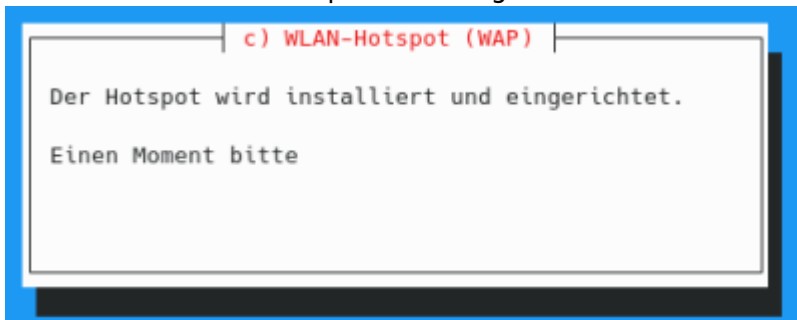 c) WLAN-Hotspot (WAP)
Der Hotspot wird installiert und eingerichtet.
Einen Moment bitte